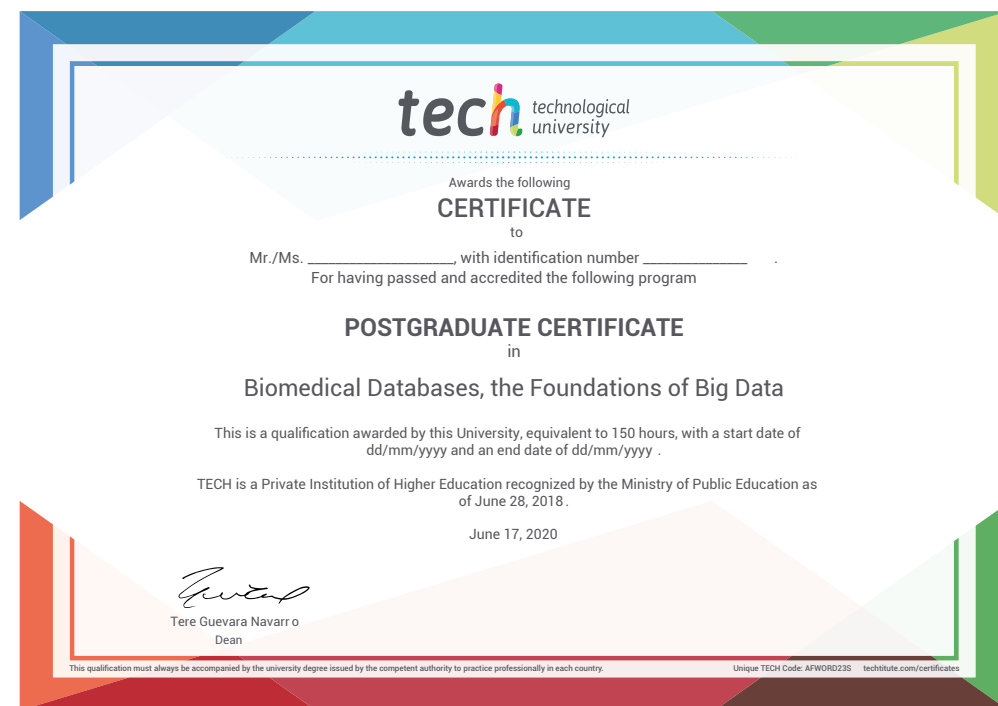 tech technological
university
Awards the following
CERTIFICATE
to
Mr./Ms. ______________________, with identification number ______________ .
For having passed and accredited the following program
POSTGRADUATE CERTIFICATE
in
Biomedical Databases, the Foundations of Big Data
This is a qualification awarded by this University, equivalent to 150 hours, with a start date of
dd/mm/yyyy and an end date of dd/mm/yyyy .
TECH is a Private Institution of Higher Education recognized by the Ministry of Public Education as
of June 28, 2018 .
June 17, 2020
Tere Guevara Navarr o
Dean
This qualification must always be accompanied by the university degree issued by the competent authority to practice professionally in each country.
Unique TECH Code: AFWORD23S techtitute.com/certificates